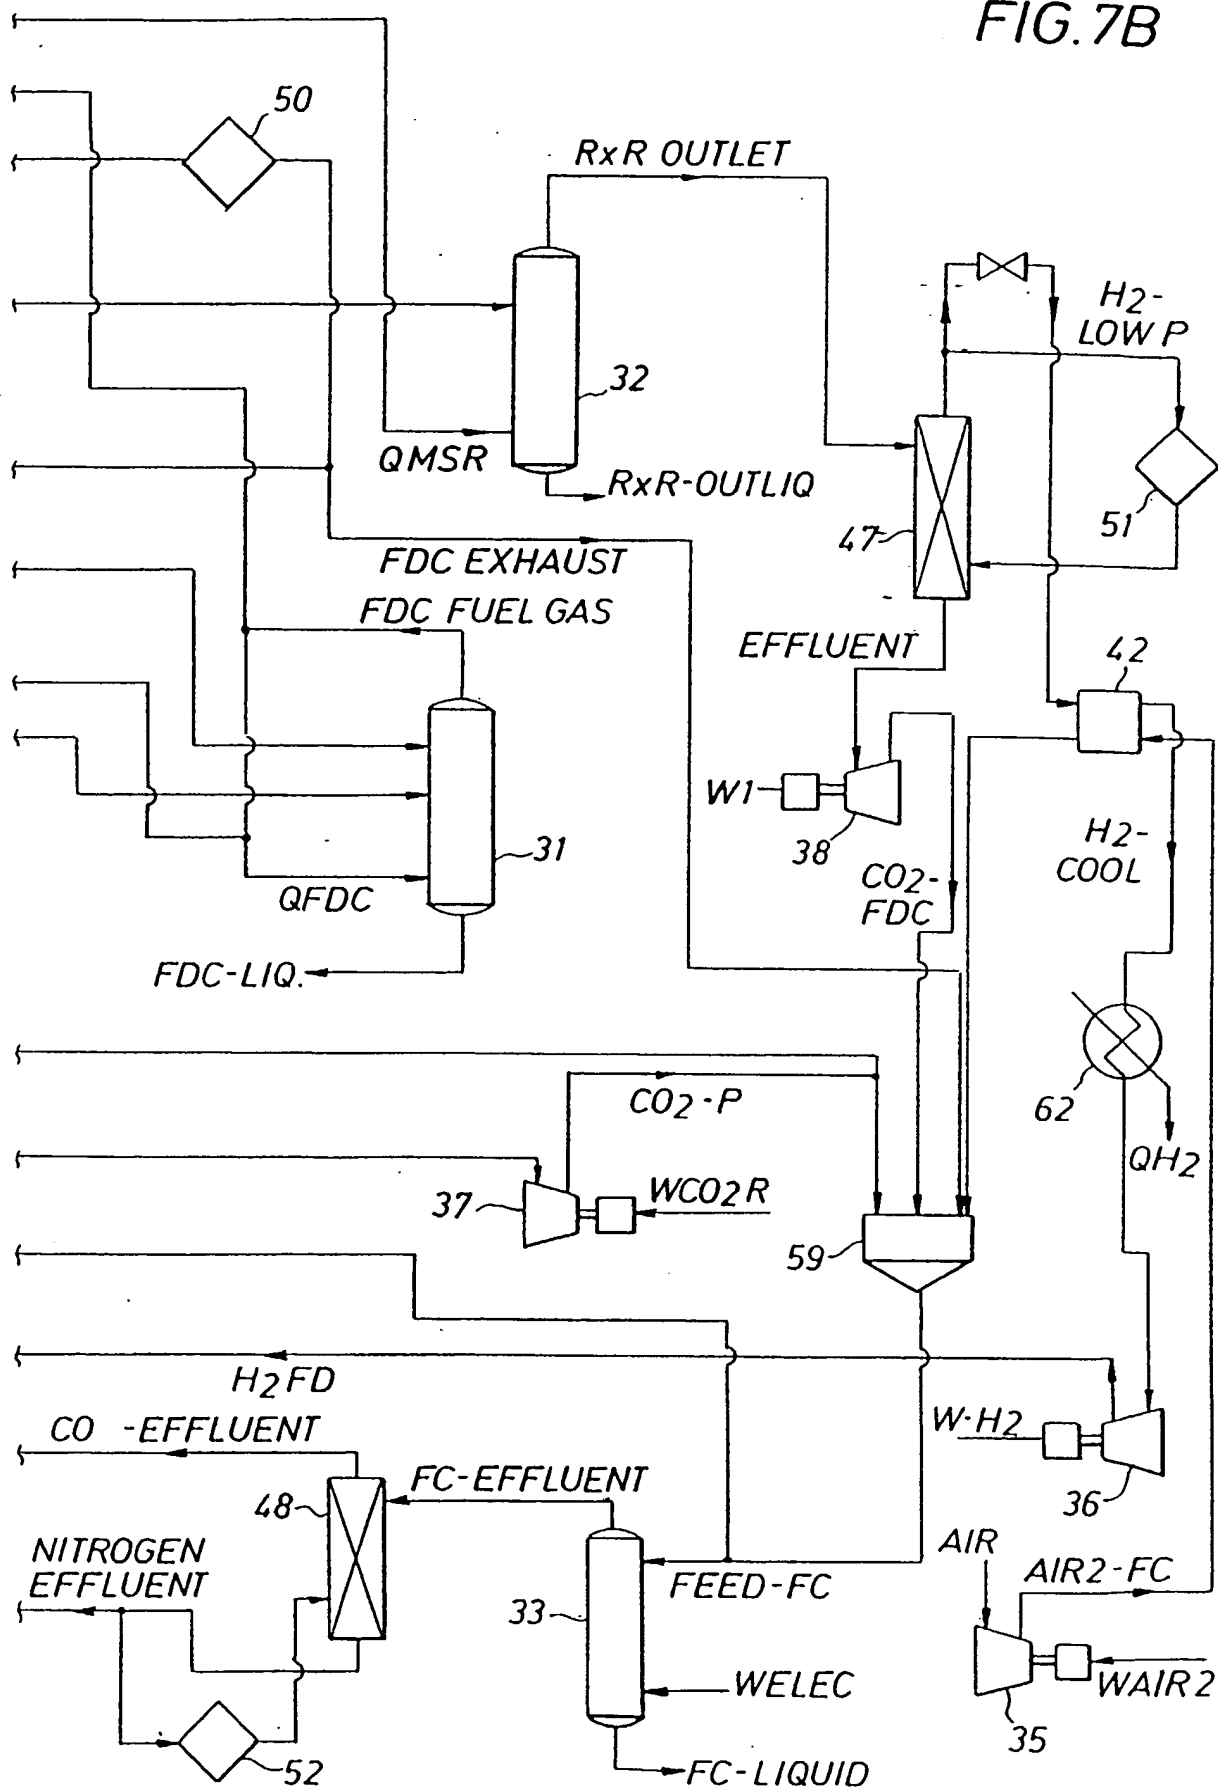 FIG. 7B
50
RxR OUTLET
H2-
LOW P
32
QMSR
RxR-OUTLIQ
51
47
FDC EXHAUST
FDC FUEL GAS
EFFLUENT
42
W1
38
31
H2-
COOL
CO2-
FDC
QFDC
FDC-LIQ.
CO2-P
62
QH2
37
WCO2R
59
H2FD
W-H2
CO -EFFLUENT
FC-EFFLUENT
48
36
NITROGEN
EFFLUENT
AIR
AIR2-FC
FEED-FC
33
WELEC
WAIR2
35
52
FC-LIQUID